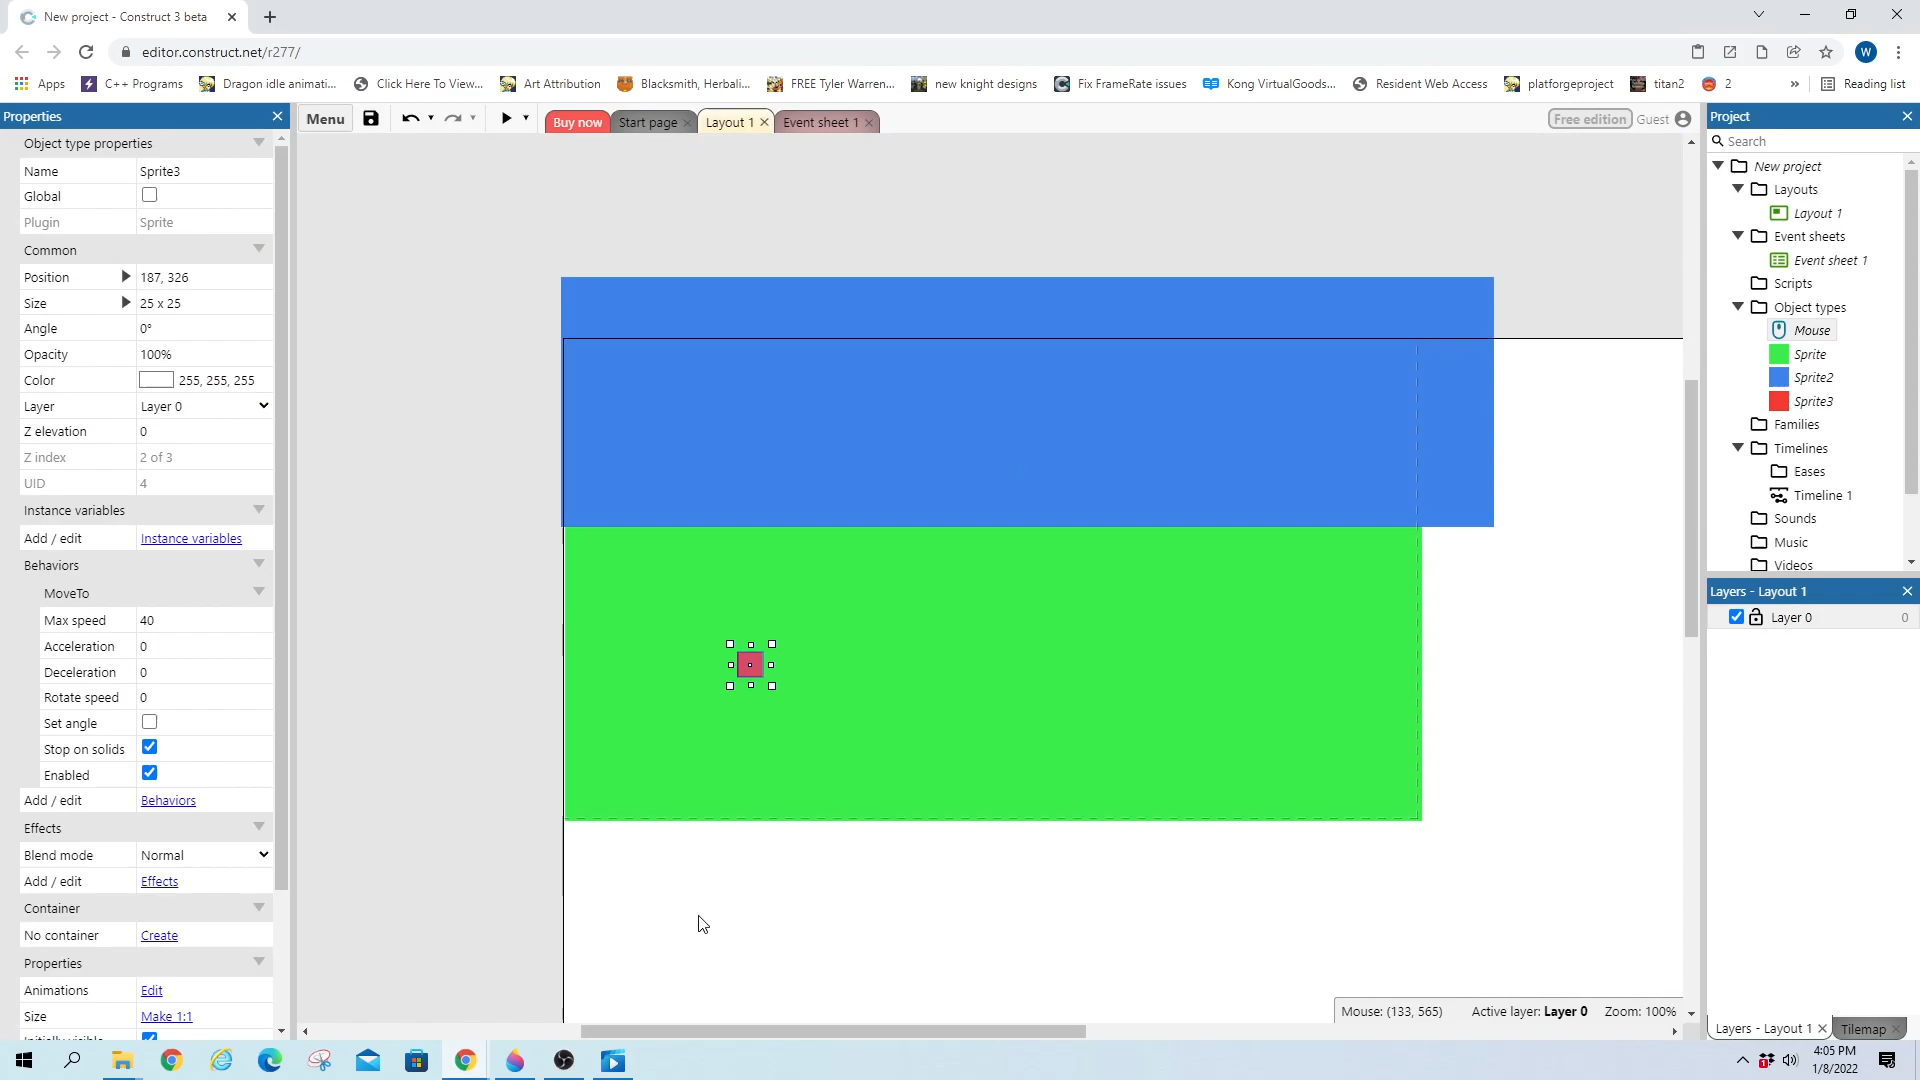 New project - Construct 3 beta
editor.construct.net/r277/
W
Apps
C++ Programs
Dragon idle animati...
Click Here To View...
Art Attribution
Blacksmith, Herbali...
FREE Tyler Warren...
new knight designs
Fix FrameRate issues
Kong VirtualGoods...
Resident Web Access
platforgeproject
titan2
2
»
Reading list
Properties
Menu
Buy now
Start page
Layout 1
Event sheet 1
Free edition
Guest
Project
Object type properties
Name Sprite3
Global
Plugin Sprite
Common
Position 187, 326
Size 25 x 25
Angle 0°
Opacity 100%
Color 255, 255, 255
Layer Layer 0
Z elevation 0
Z index 2 of 3
UID 4
Instance variables
Add / edit Instance variables
Behaviors
MoveTo
Max speed 40
Acceleration 0
Deceleration 0
Rotate speed 0
Set angle
Stop on solids
Enabled
Add / edit Behaviors
Effects
Blend mode Normal
Add / edit Effects
Container
No container Create
Properties
Animations Edit
Size Make 1:1
Initially visible
Mouse: (133, 565)
Active layer: Layer 0
Zoom: 100%
Search
New project
Layouts
Layout 1
Event sheets
Event sheet 1
Scripts
Object types
Mouse
Sprite
Sprite2
Sprite3
Families
Timelines
Eases
Timeline 1
Sounds
Music
Videos
Layers - Layout 1
Layer 0 0
Layers - Layout 1
Tilemap
4:05 PM
1/8/2022